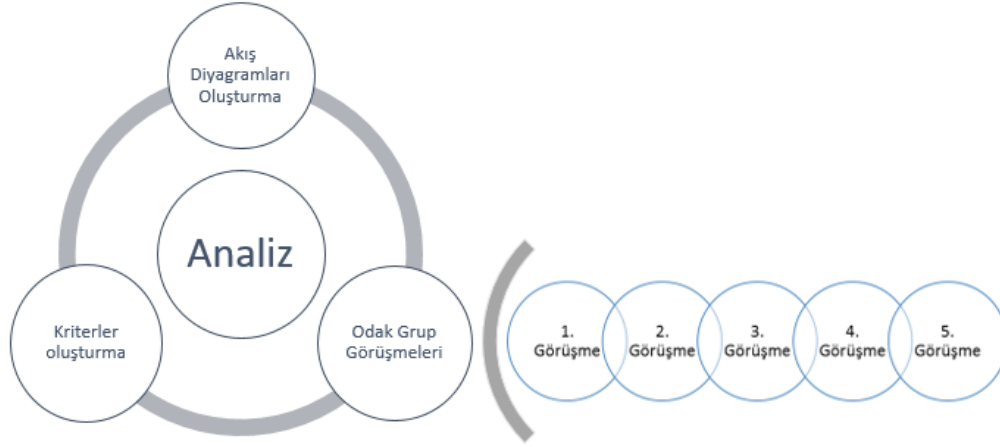 Akış
Diyagramları
Oluşturma
Analiz
Kriterler
oluşturma
Odak Grup
Görüşmeleri
1.
Görüşme
2.
Görüşme
3.
Görüşme
4.
Görüşme
5.
Görüşme